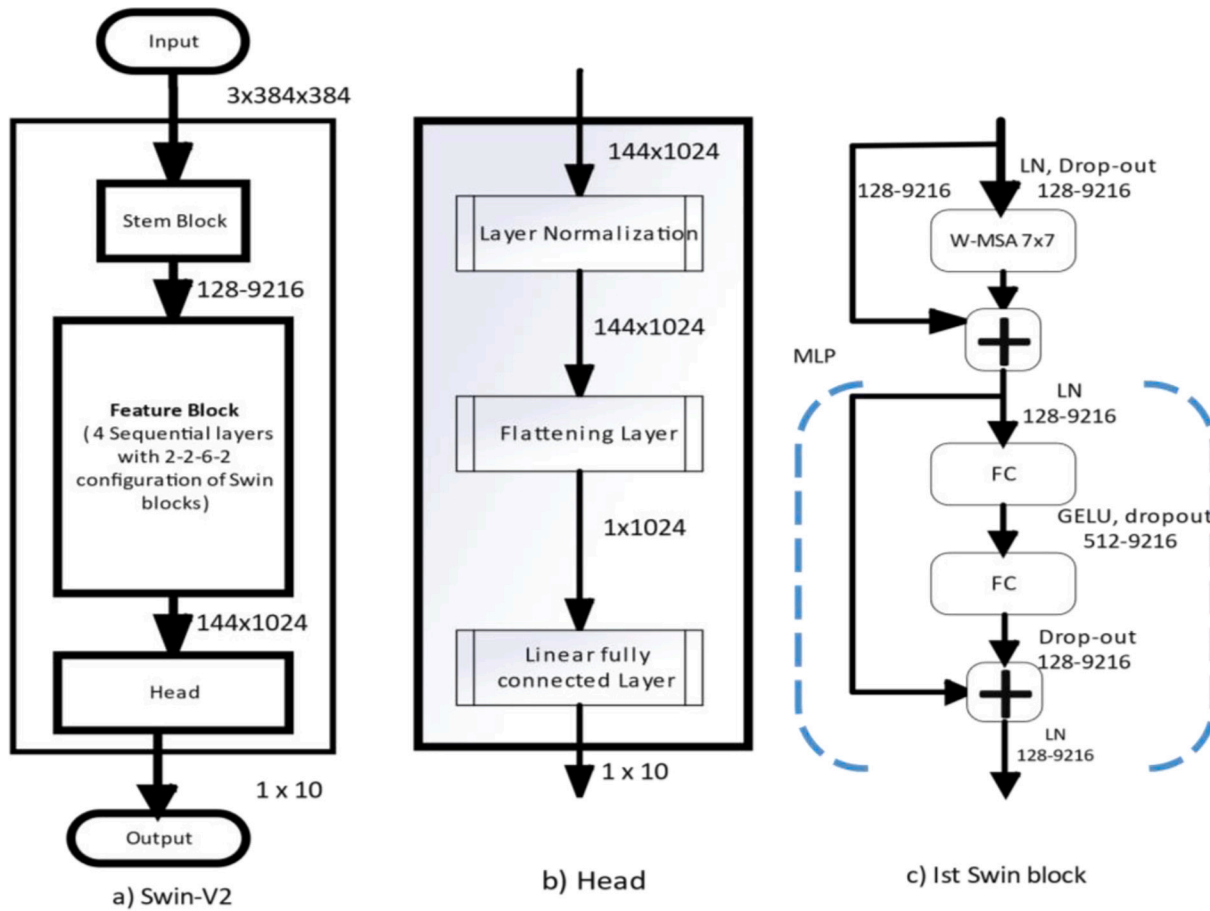 Input
3x384x384
Stem Block
128-9216
Feature Block
( 4 Sequential layers
with 2-2-6-2
configuration of Swin
blocks)
144x1024
Head
1 x 10
Output
a) Swin-V2
144x1024
Layer Normalization
144x1024
Flattening Layer
1x1024
Linear fully
connected Layer
1 x 10
b) Head
128-9216
LN, Drop-out
128-9216
W-MSA 7x7
MLP
LN
128-9216
FC
GELU, dropout
512-9216
FC
Drop-out
128-9216
LN
128-9216
c) Ist Swin block